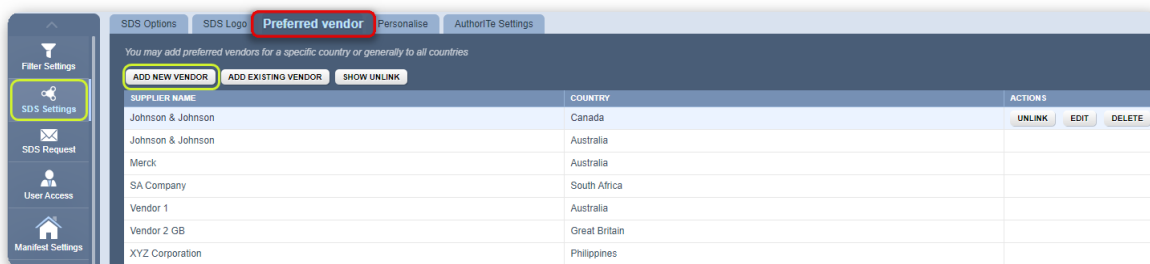 SDS Options SDS Logo Preferred vendor Personalise AuthorITe Settings
You may add preferred vendors for a specific country or generally to all countries
ADD NEW VENDOR ADD EXISTING VENDOR SHOW UNLINK
SUPPLIER NAME COUNTRY ACTIONS
Johnson & Johnson Canada UNLINK EDIT DELETE
Johnson & Johnson Australia
Merck Australia
SA Company South Africa
Vendor 1 Australia
Vendor 2 GB Great Britain
XYZ Corporation Philippines
Filter Settings
SDS Settings
SDS Request
User Access
Manifest Settings